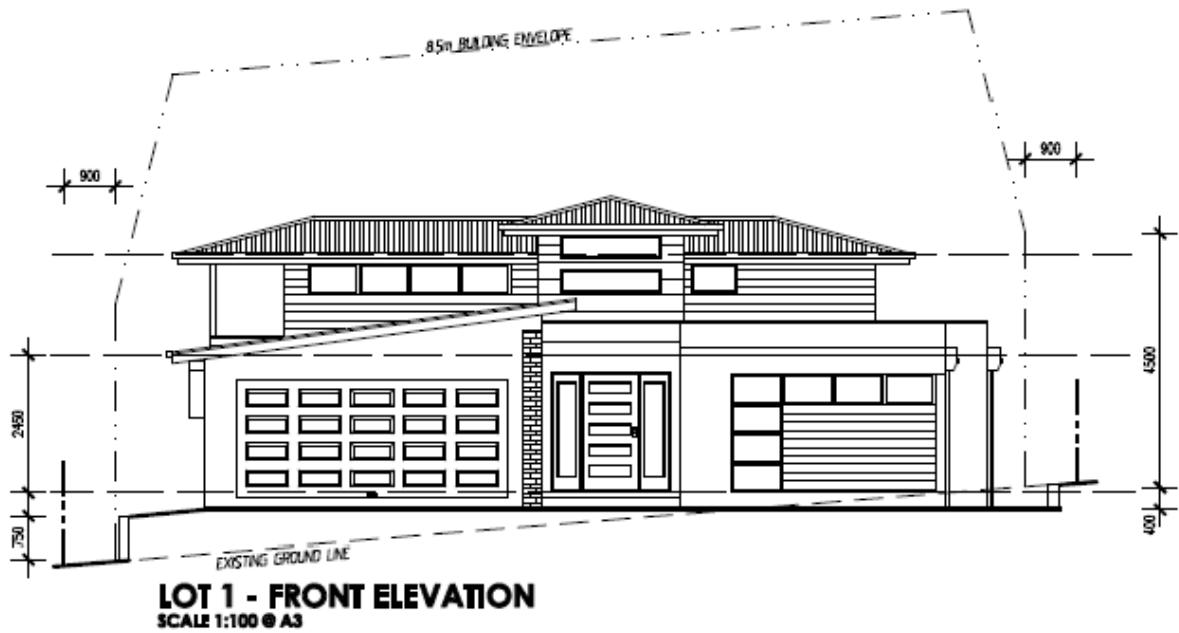 8.5m BUILDING ENVELOPE
900
900
4500
2450
750
400
EXISTING GROUND LINE
LOT 1 - FRONT ELEVATION
SCALE 1:100 @ A3